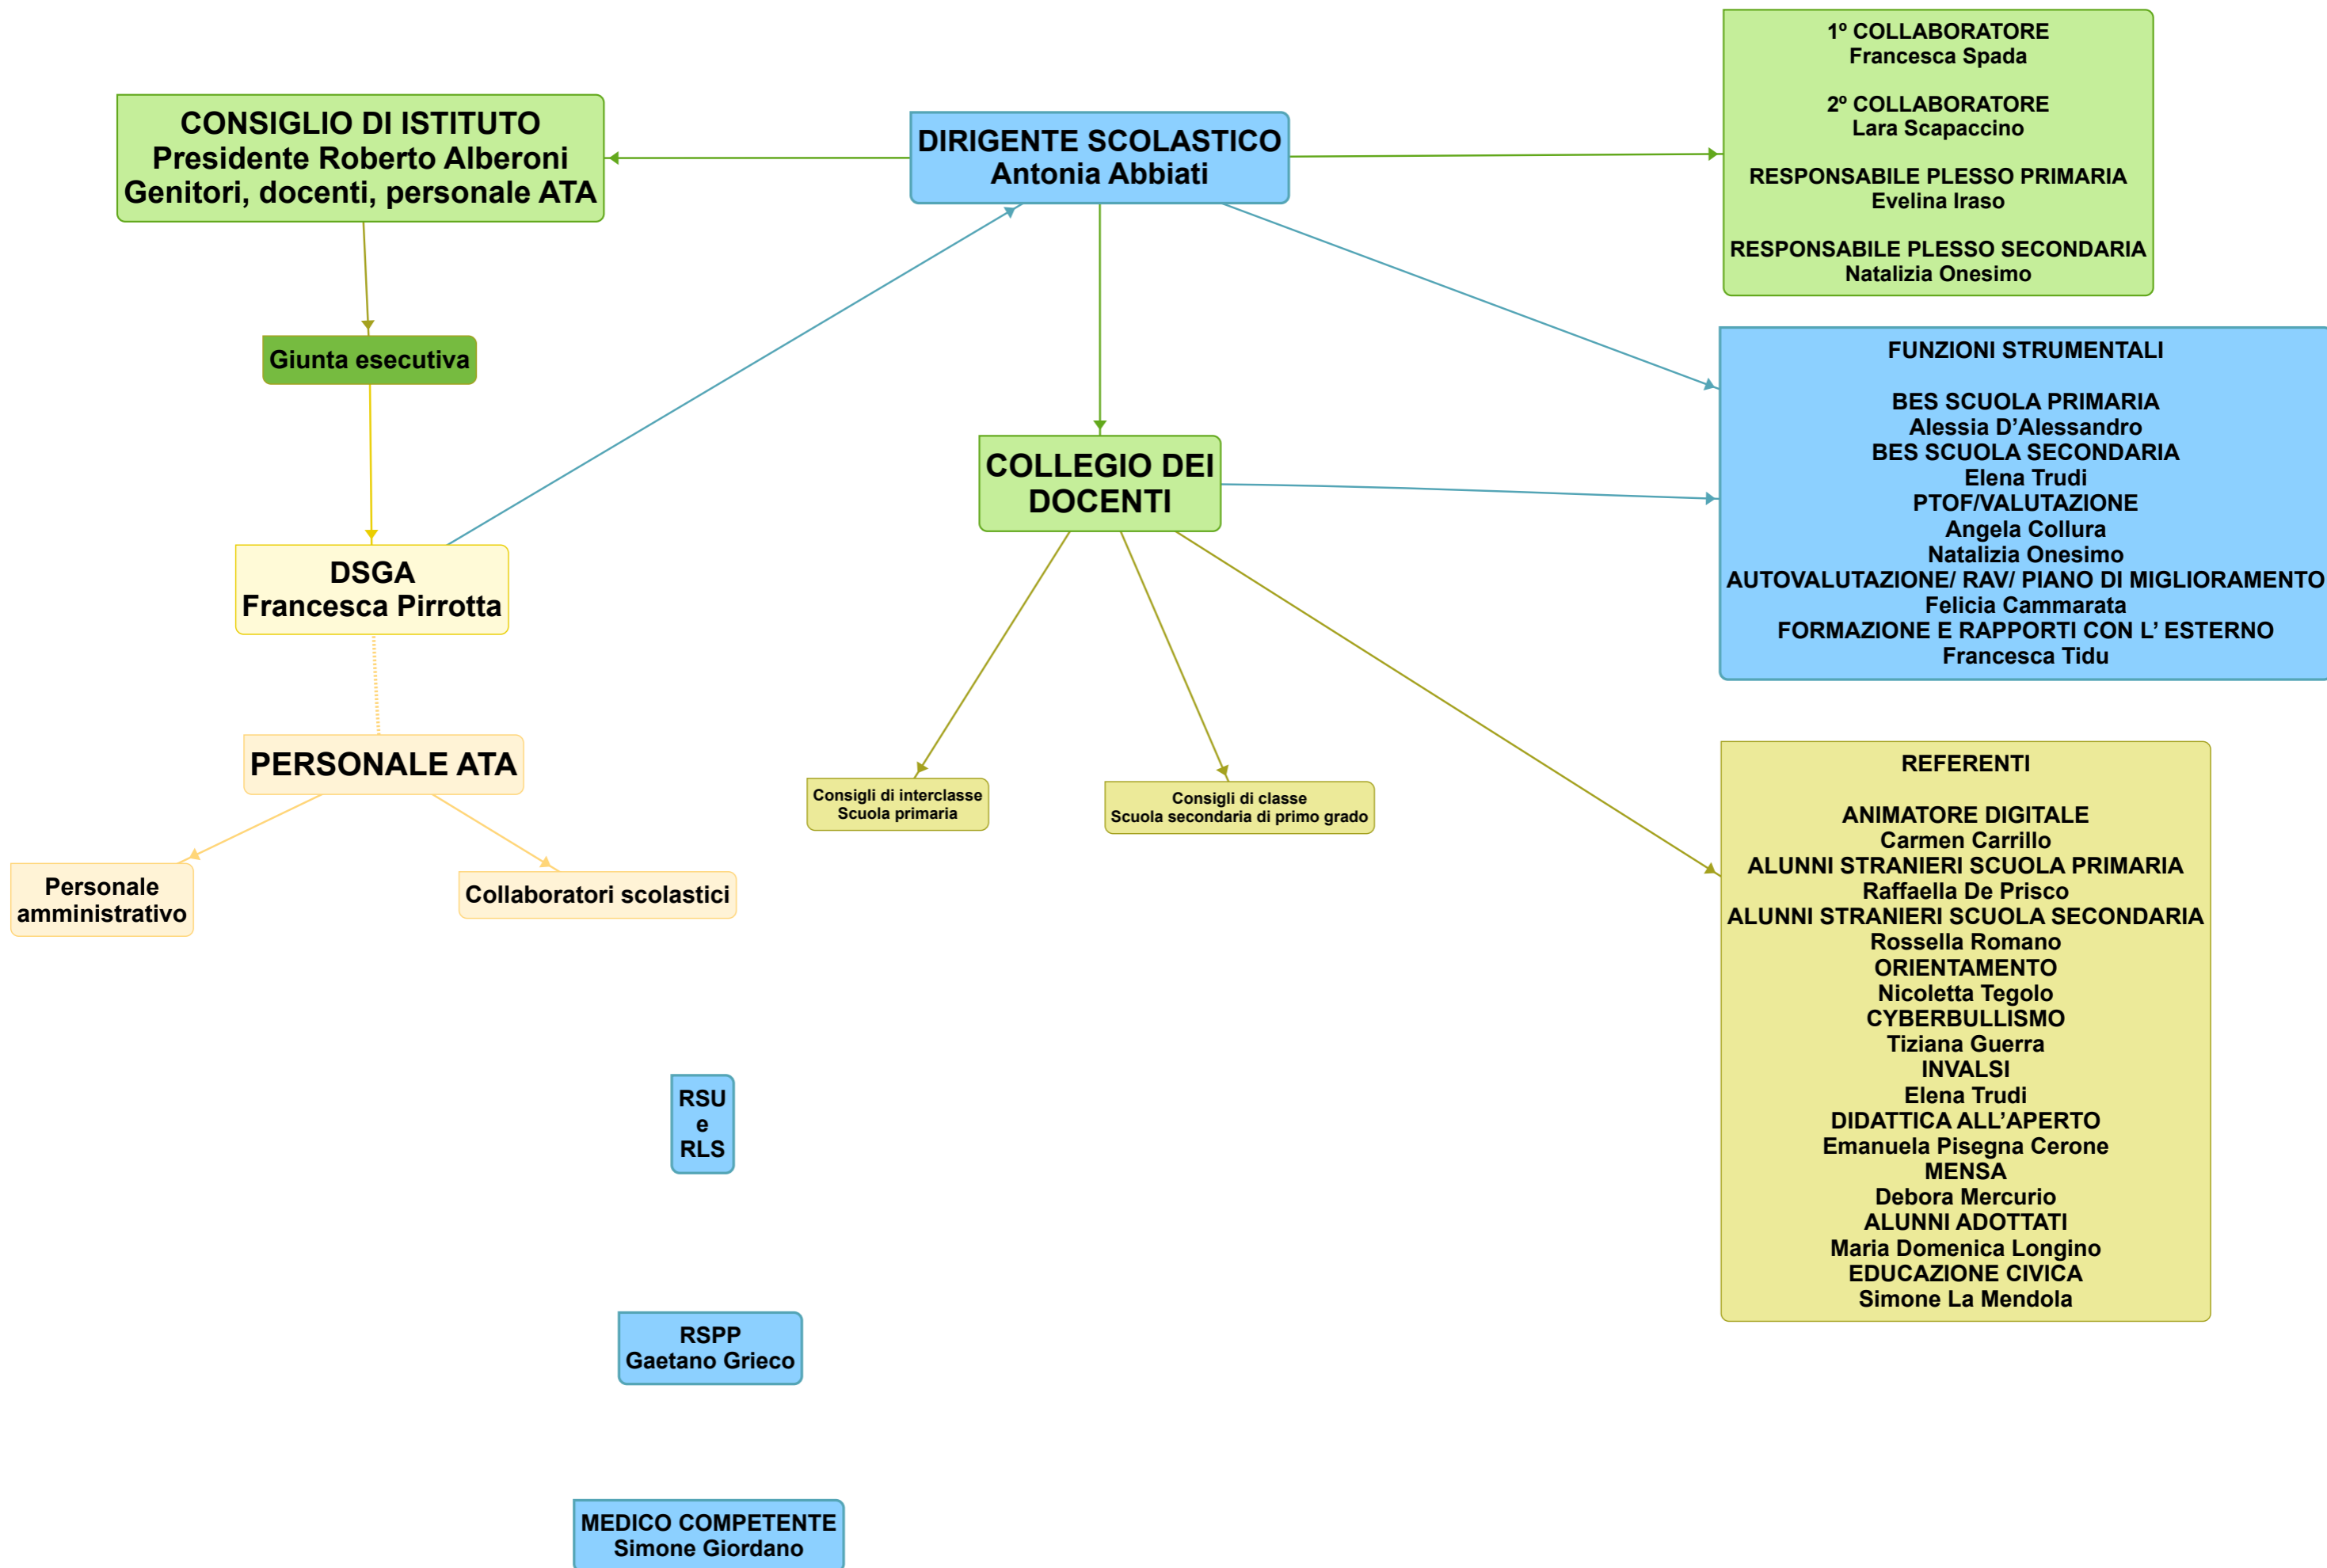 1º COLLABORATORE
Francesca Spada
2º COLLABORATORE
Lara Scapaccino
RESPONSABILE PLESSO PRIMARIA
Evelina Iraso
RESPONSABILE PLESSO SECONDARIA
Natalizia Onesimo
CONSIGLIO DI ISTITUTO
Presidente Roberto Alberoni
Genitori, docenti, personale ATA
DIRIGENTE SCOLASTICO
Antonia Abbiati
Giunta esecutiva
FUNZIONI STRUMENTALI
BES SCUOLA PRIMARIA
Alessia D’Alessandro
BES SCUOLA SECONDARIA
Elena Trudi
PTOF/VALUTAZIONE
Angela Collura
Natalizia Onesimo
AUTOVALUTAZIONE/ RAV/ PIANO DI MIGLIORAMENTO
Felicia Cammarata
FORMAZIONE E RAPPORTI CON L’ ESTERNO
Francesca Tidu
COLLEGIO DEI
DOCENTI
DSGA
Francesca Pirrotta
PERSONALE ATA
Personale
amministrativo
Collaboratori scolastici
Consigli di interclasse
Scuola primaria
Consigli di classe
Scuola secondaria di primo grado
REFERENTI
ANIMATORE DIGITALE
Carmen Carrillo
ALUNNI STRANIERI SCUOLA PRIMARIA
Raffaella De Prisco
ALUNNI STRANIERI SCUOLA SECONDARIA
Rossella Romano
ORIENTAMENTO
Nicoletta Tegolo
CYBERBULLISMO
Tiziana Guerra
INVALSI
Elena Trudi
DIDATTICA ALL’APERTO
Emanuela Pisegna Cerone
MENSA
Debora Mercurio
ALUNNI ADOTTATI
Maria Domenica Longino
EDUCAZIONE CIVICA
Simone La Mendola
RSU
e
RLS
RSPP
Gaetano Grieco
MEDICO COMPETENTE
Simone Giordano